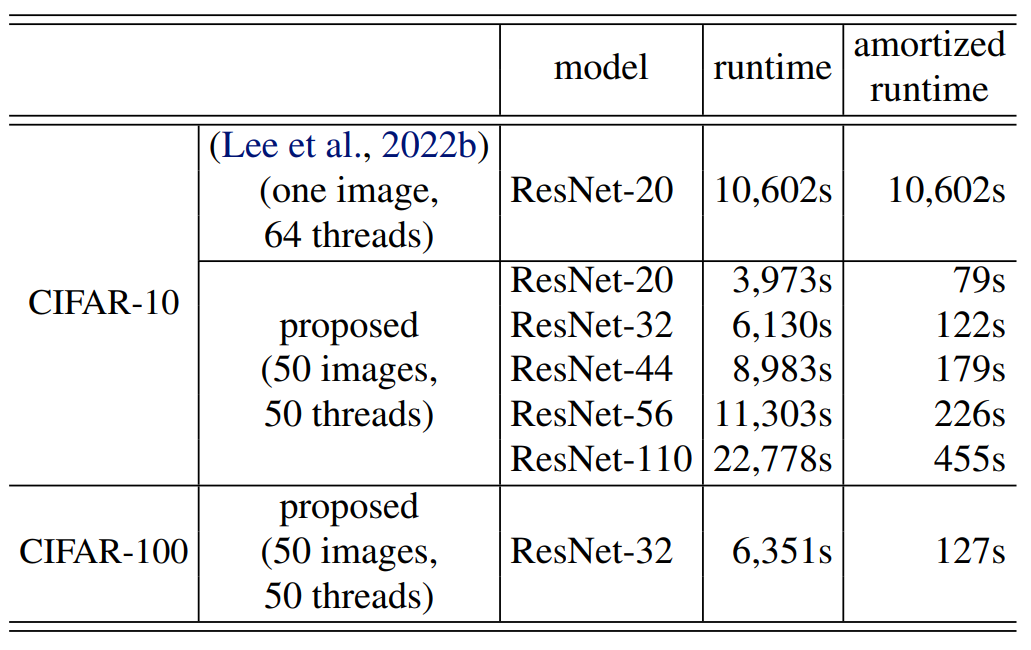 model runtime amortized runtime
CIFAR-10
(Lee et al., 2022b)
(one image,
64 threads)
ResNet-20 10,602s 10,602s
proposed
(50 images,
50 threads)
ResNet-20 3,973s 79s
ResNet-32 6,130s 122s
ResNet-44 8,983s 179s
ResNet-56 11,303s 226s
ResNet-110 22,778s 455s
CIFAR-100
proposed
(50 images,
50 threads)
ResNet-32 6,351s 127s